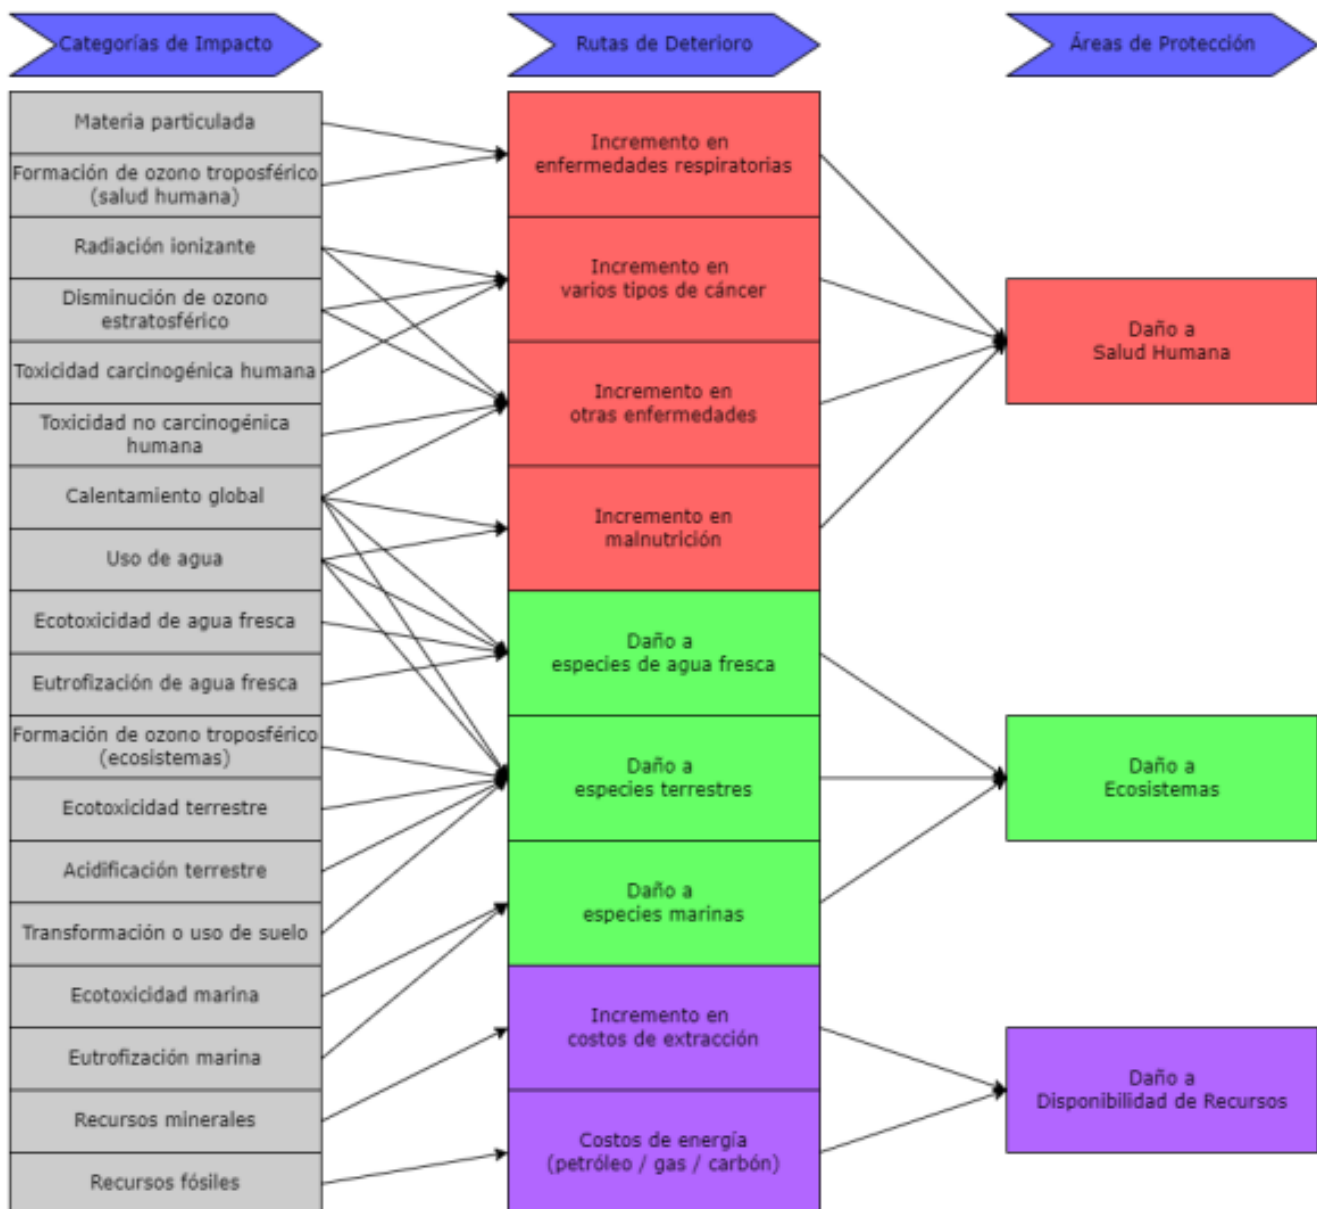 Categorías de Impacto
Rutas de Deterioro
Áreas de Protección
Materia particulada
Formación de ozono troposférico
(salud humana)
Radiación ionizante
Disminución de ozono
estratosférico
Toxicidad carcinogénica humana
Toxicidad no carcinogénica
humana
Calentamiento global
Uso de agua
Ecotoxicidad de agua fresca
Eutrofización de agua fresca
Formación de ozono troposférico
(ecosistemas)
Ecotoxicidad terrestre
Acidificación terrestre
Transformación o uso de suelo
Ecotoxicidad marina
Eutrofización marina
Recursos minerales
Recursos fósiles
Incremento en
enfermedades respiratorias
Incremento en
varios tipos de cáncer
Incremento en
otras enfermedades
Incremento en
malnutrición
Daño a
especies de agua fresca
Daño a
especies terrestres
Daño a
especies marinas
Incremento en
costos de extracción
Costos de energía
(petróleo / gas / carbón)
Daño a
Salud Humana
Daño a
Ecosistemas
Daño a
Disponibilidad de Recursos